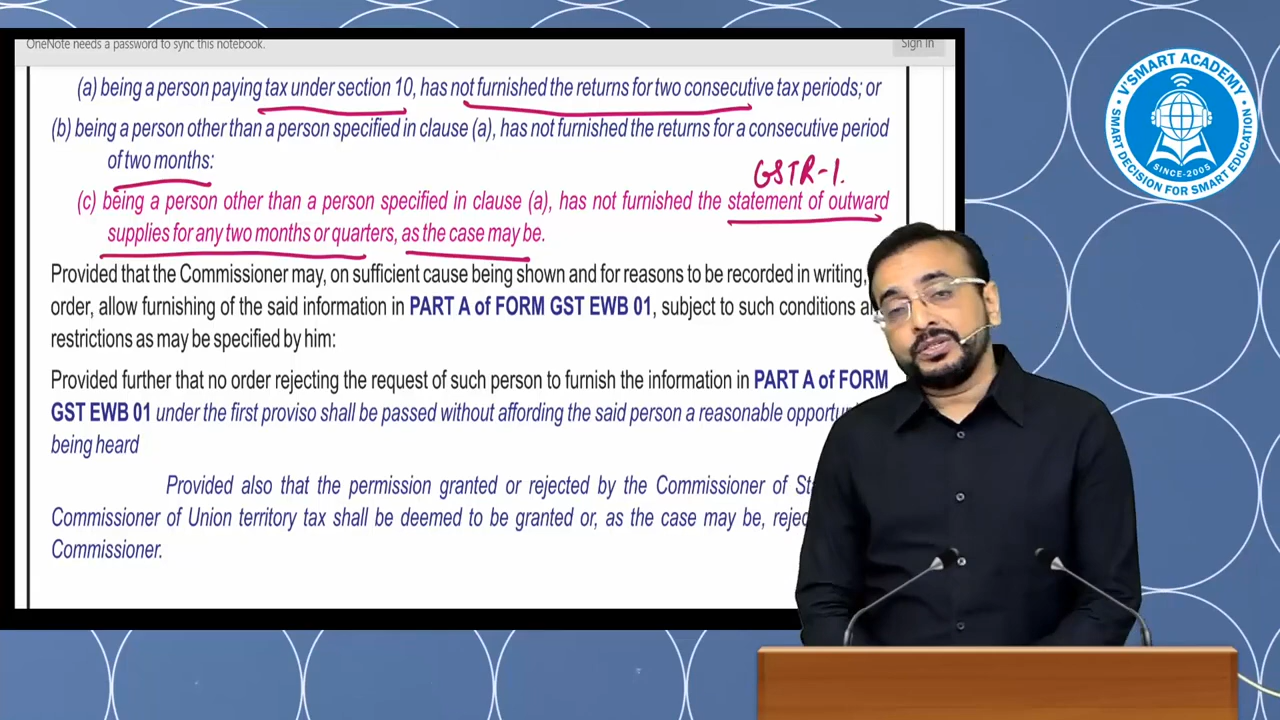 OneNote needs a password to sync this notebook.
Sign in
(a) being a person paying tax under section 10, has not furnished the returns for two consecutive tax periods; or
(b) being a person other than a person specified in clause (a), has not furnished the returns for a consecutive period
of two months:
GSTR-1.
(c) being a person other than a person specified in clause (a), has not furnished the statement of outward
supplies for any two months or quarters, as the case may be.
Provided that the Commissioner may, on sufficient cause being shown and for reasons to be recorded in writing,
order, allow furnishing of the said information in PART A of FORM GST EWB 01, subject to such conditions
restrictions as may be specified by him:
Provided further that no order rejecting the request of such person to furnish the information in PART A of FORM
GST EWB 01 under the first proviso shall be passed without affording the said person a reasonable
being heard
Provided also that the permission granted or rejected by the Commissioner of
Commissioner of Union territory tax shall be deemed to be granted or, as the case may be,
Commissioner.
V'SMART ACADEMY
SINCE-2005
SMART DECISION FOR SMART EDUCATION